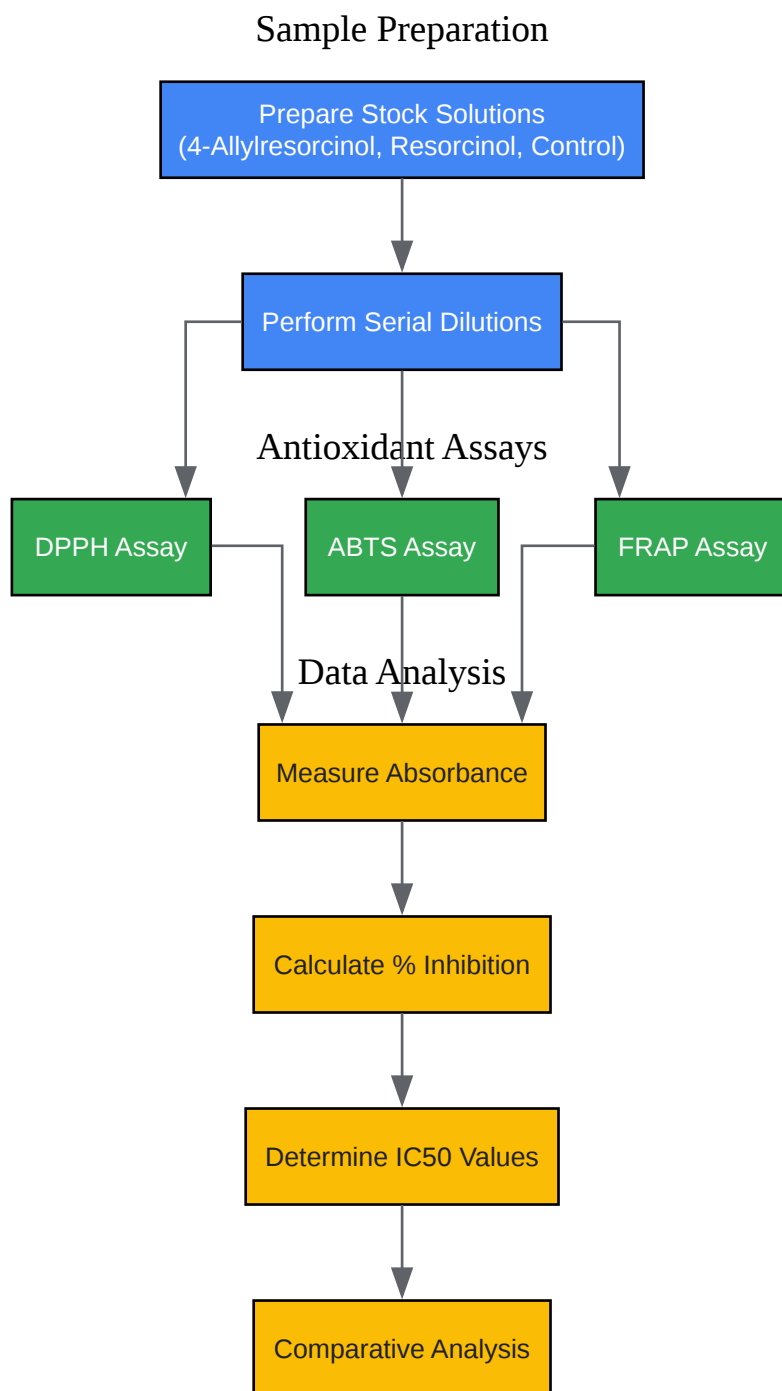 Sample Preparation
Prepare Stock Solutions
(4-Allylresorcinol, Resorcinol, Control)
Perform Serial Dilutions
Antioxidant Assays
DPPH Assay
ABTS Assay
FRAP Assay
Data Analysis
Measure Absorbance
Calculate % Inhibition
Determine IC50 Values
Comparative Analysis